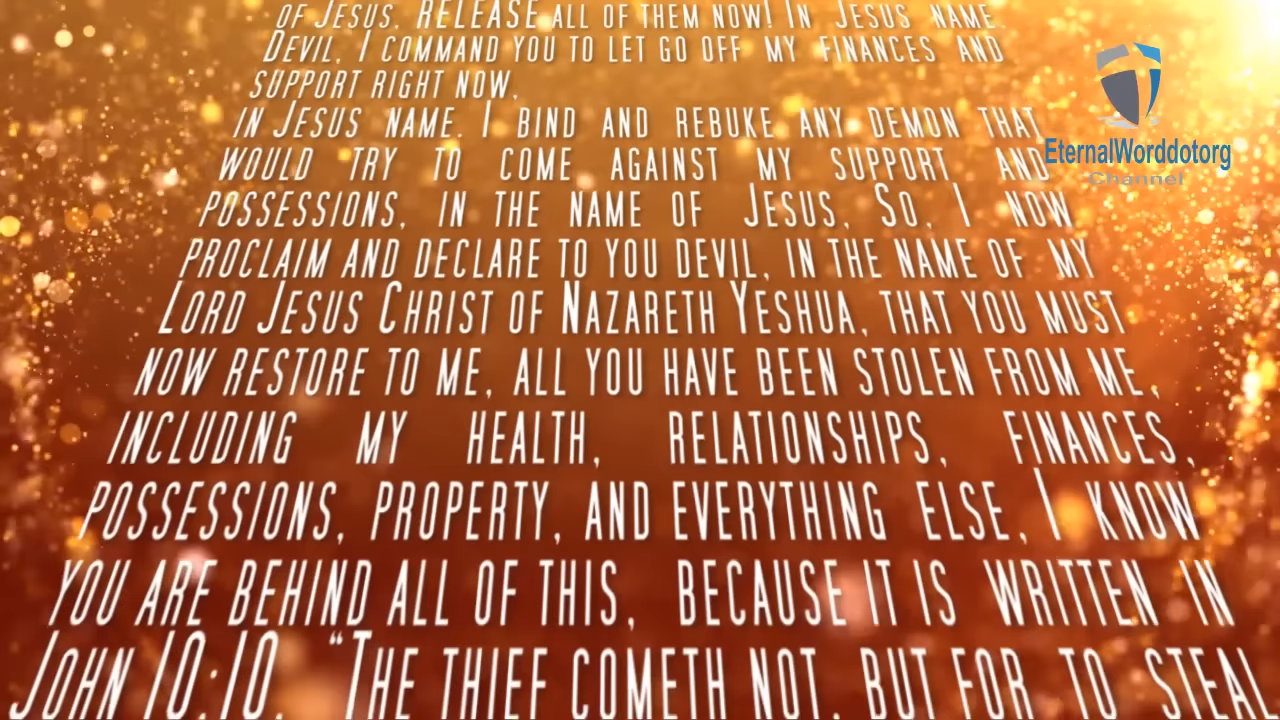 of Jesus. RELEASE all of them now! In Jesus name.
Devil, I command you to let go off my finances and
support right now,
in Jesus name. I bind and rebuke any demon that
would try to come against my support and
possessions, in the name of Jesus, So, I now
proclaim and declare to you devil, in the name of my
Lord Jesus Christ of Nazareth Yeshua, that you must
now restore to me, all you have been stolen from me,
including my health, relationships, finances,
possessions, property, and everything else, I know
you are behind all of this, because it is written in
John 10:10, “The thief cometh not, but for to steal
EternalWorddotorg
Channel